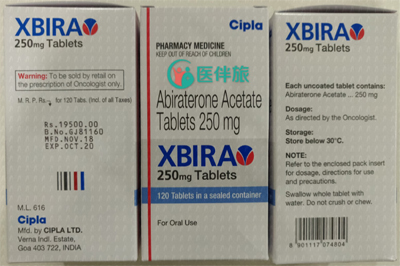 XBIRA
250mg Tablets
Warning: To be sold by retail on
the prescription of Oncologist only.
M. R. P. Rs. for 120 Tabs. (Incl. of all Taxes)
Rs.19500.00
B.No.GJ81160
MFD.NOV.18
EXP.OCT.20
M.L. 616
Cipla
Mfd. by CIPLA LTD.
Verna Indl. Estate,
Goa 403 722, INDIA
Cipla
PHARMACY MEDICINE
KEEP OUT OF REACH OF CHILDREN
医伴旅
Abiraterone Acetate
Tablets 250 mg
XBIRA
250mg Tablets
120 Tablets in a sealed container
For Oral Use
XBIRA
250mg Tablets
Each uncoated tablet contains:
Abiraterone Acetate ... 250 mg
Dosage:
As directed by the Oncologist.
Storage:
Store below 30°C.
NOTE:
Refer to the enclosed pack insert
for dosage, directions for use
and precautions.
Swallow whole tablet with
water. Do not crush or chew.
8 901117 074804